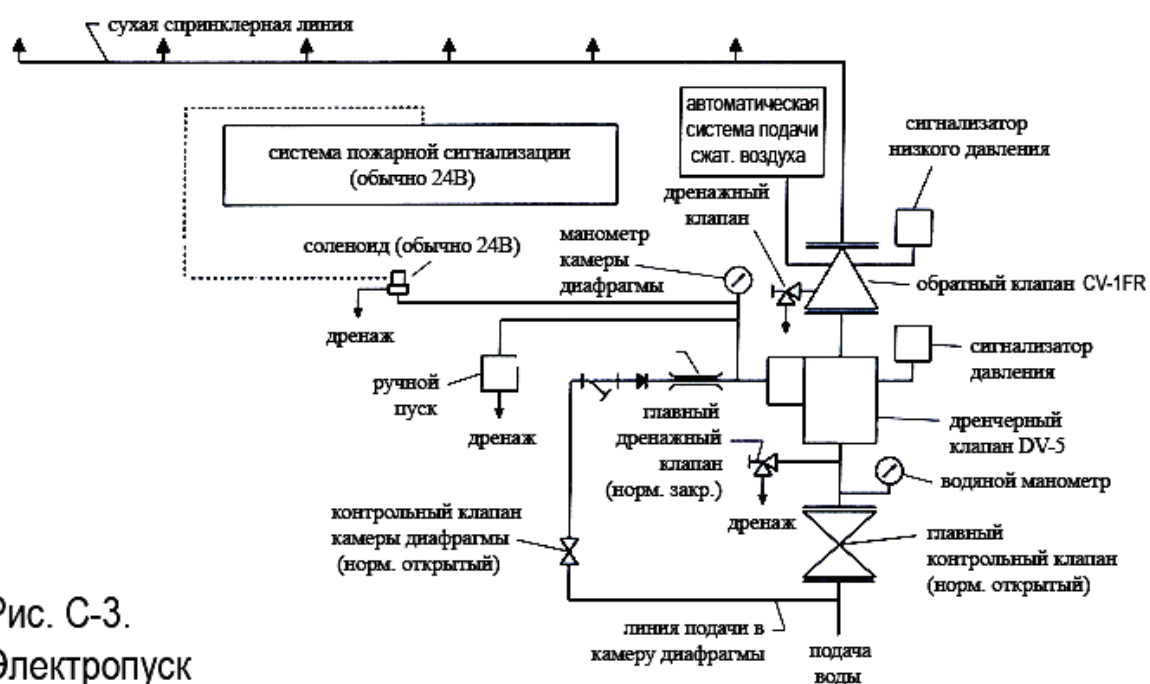 сухая спринклерная линия
автоматическая
система подачи
сжат. воздуха
сигнализатор
низкого давления
система пожарной сигнализации
(обычно 24В)
дренажный
клапан
соленоид (обычно 24В)
манометр
камеры
диафрагмы
обратный клапан CV-1FR
дренаж
сигнализатор
давления
ручной
пуск
дренаж
главный
дренажный
клапан
(норм. закр.)
дренчерный
клапан DV-5
водяной манометр
дренаж
контрольный клапан
камеры диафрагмы
(норм. открытый)
главный
контрольный клапан
(норм. открытый)
линия подачи в
камеру диафрагмы
подача
воды
Рис. С-3.
Электропуск